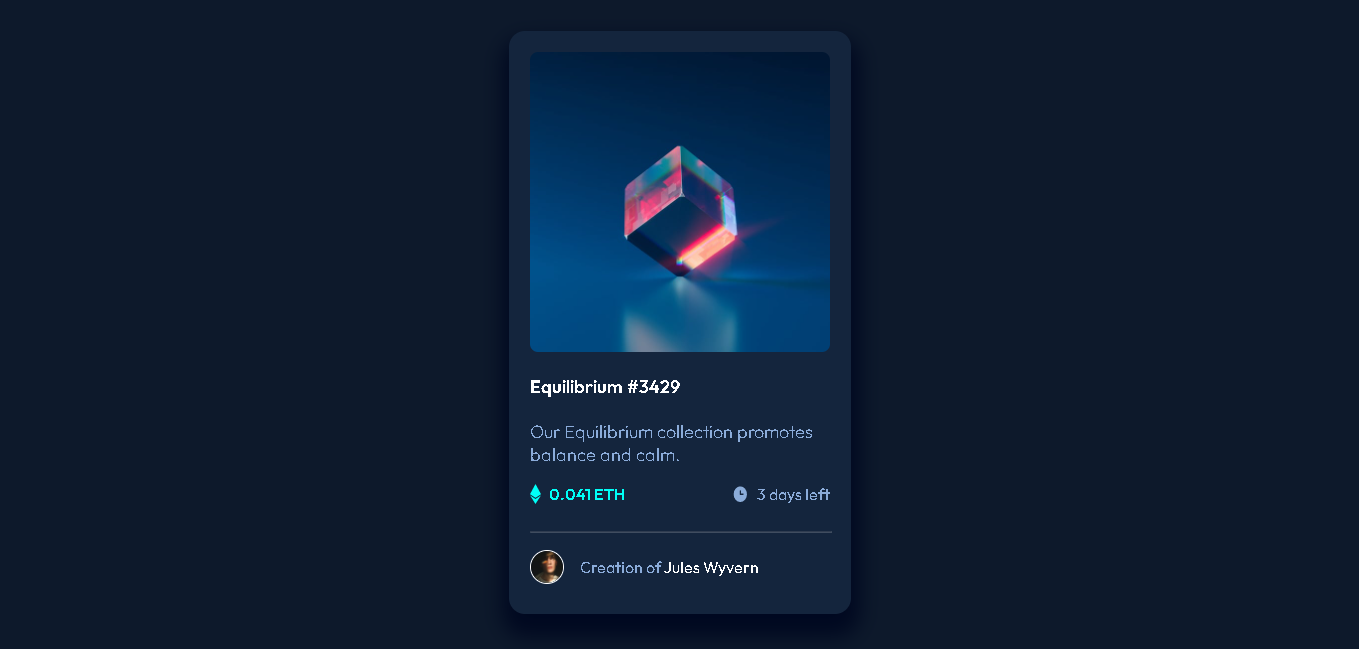 Equilibrium #3429
Our Equilibrium collection promotes
balance and calm.
0.041 ETH
3 days left
Creation of Jules Wyvern